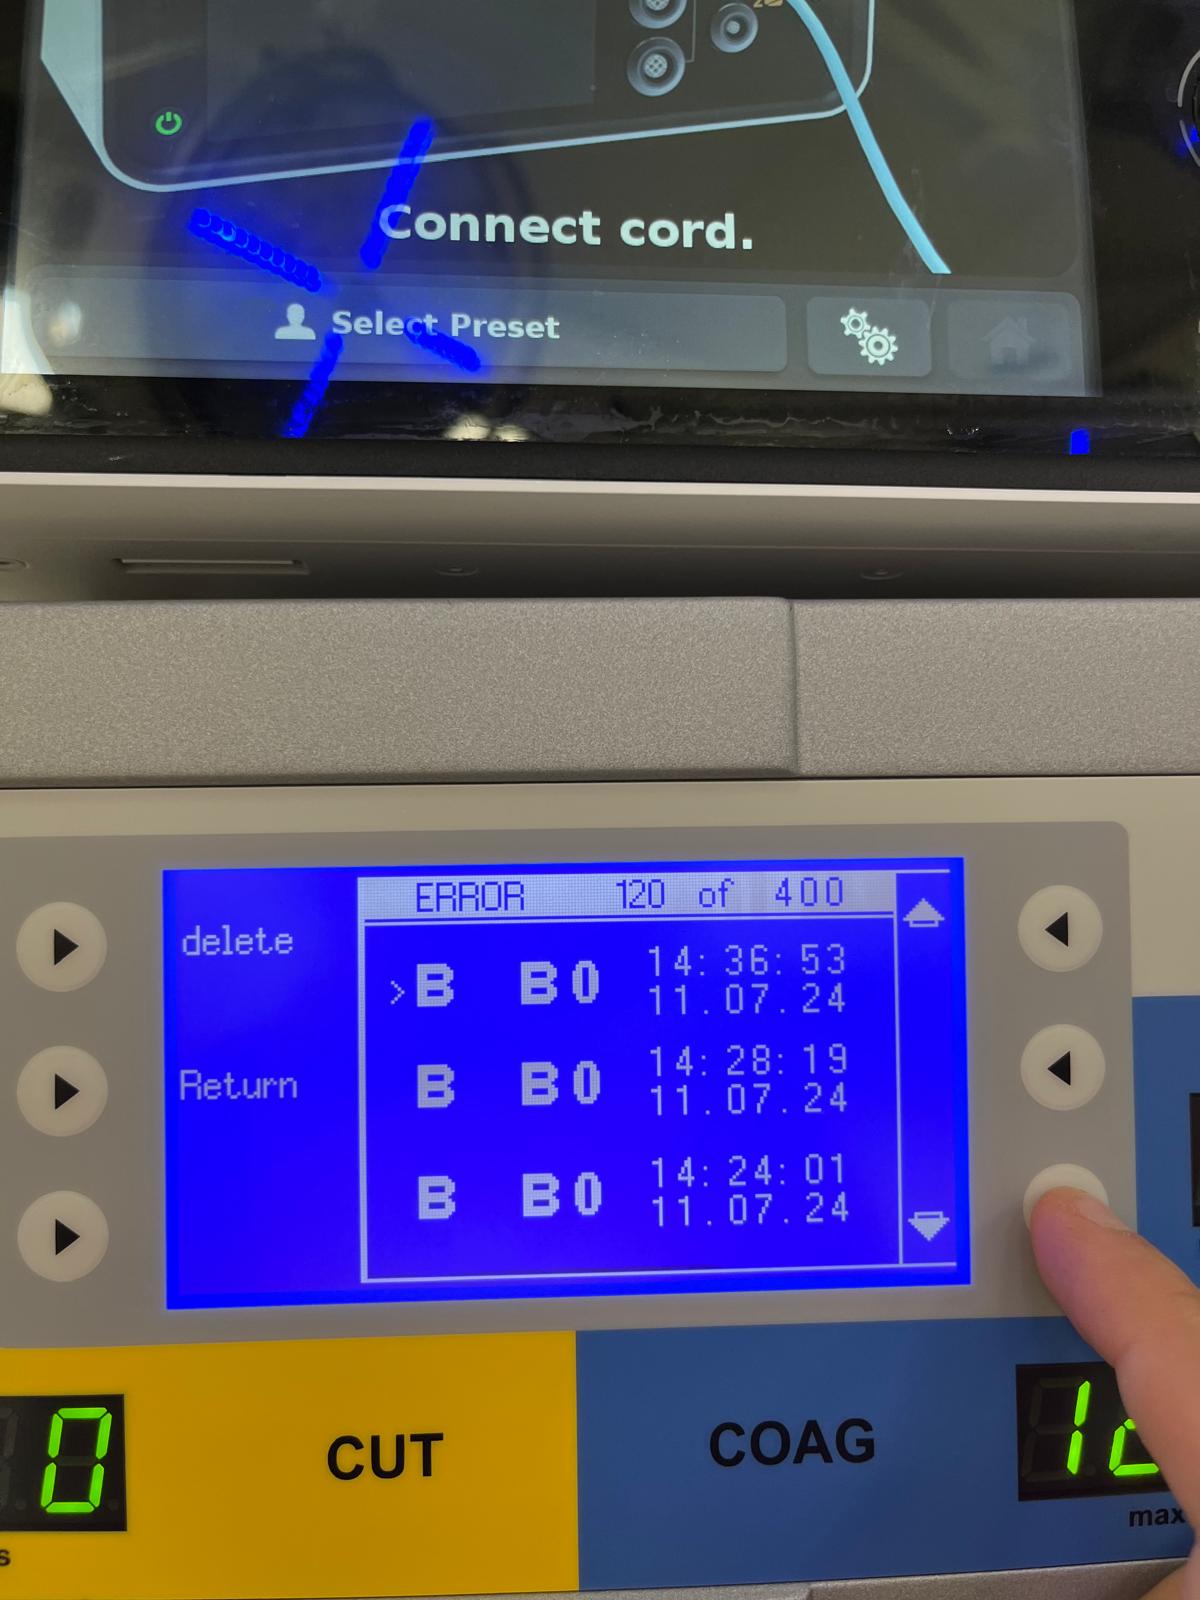 Connect cord.
Select Preset
ERROR 120 of 400
delete
>B B0 14:36:53
11.07.24
Return
B B0 14:28:19
11.07.24
B B0 14:24:01
11.07.24
0
CUT
COAG
max